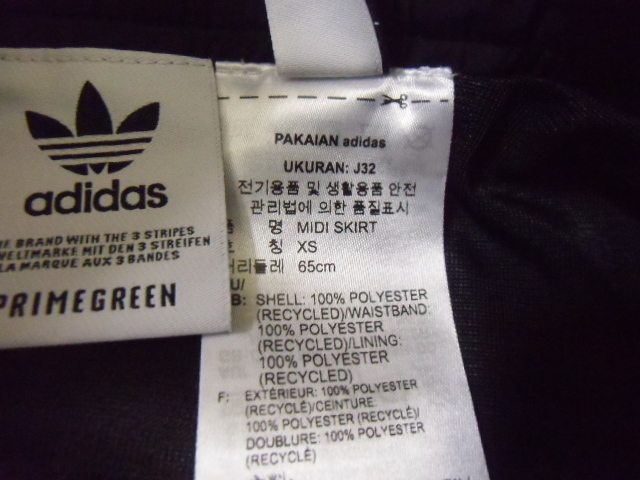 adidas
BRAND WITH THE 3 STRIPES
WELTMARKE MIT DEN 3 STREIFEN
LA MARQUE AUX 3 BANDES
PRIMEGREEN
PAKAIAN adidas
UKURAN: J32
전기용품 및 생활용품 안전
관리법에 의한 품질표시
명 MIDI SKIRT
칭 XS
허리둘레 65cm
SHELL: 100% POLYESTER
(RECYCLED)/WAISTBAND:
100% POLYESTER
(RECYCLED)/LINING:
100% POLYESTER
(RECYCLED)
F: EXTÉRIEUR: 100% POLYESTER
(RECYCLÉ)/CEINTURE:
100% POLYESTER (RECYCLÉ)/
DOUBLURE: 100% POLYESTER
(RECYCLÉ)